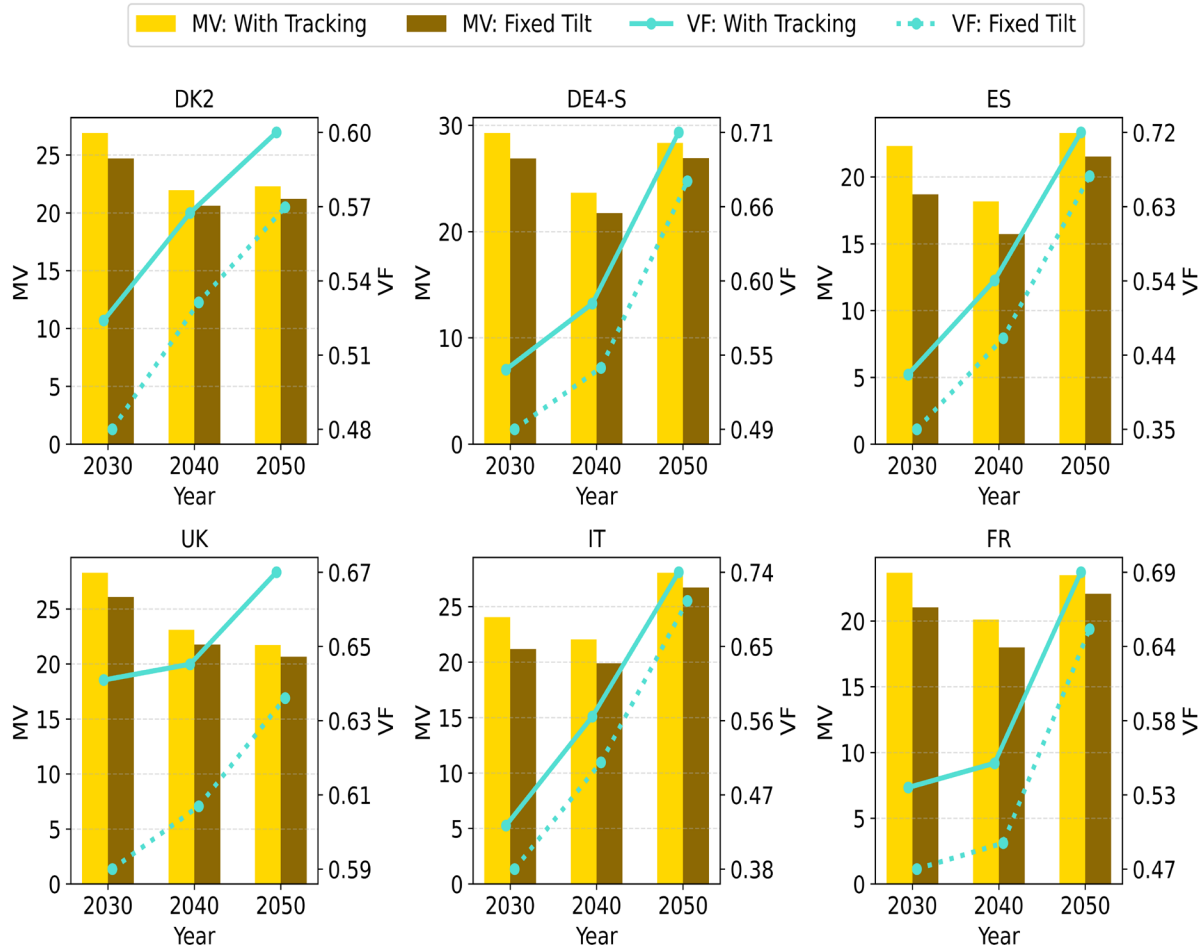 MV: With Tracking MV: Fixed Tilt VF: With Tracking VF: Fixed Tilt
DK2
25
20
15
10
5
0
MV
0.60
0.57
0.54
0.51
0.48
VF
2030 2040 2050
Year
DE4-S
30
20
10
0
MV
0.71
0.66
0.60
0.55
0.49
VF
2030 2040 2050
Year
ES
20
15
10
5
0
MV
0.72
0.63
0.54
0.44
0.35
VF
2030 2040 2050
Year
UK
25
20
15
10
5
0
MV
0.67
0.65
0.63
0.61
0.59
VF
2030 2040 2050
Year
IT
25
20
15
10
5
0
MV
0.74
0.65
0.56
0.47
0.38
VF
2030 2040 2050
Year
FR
20
15
10
5
0
MV
0.69
0.64
0.58
0.53
0.47
VF
2030 2040 2050
Year